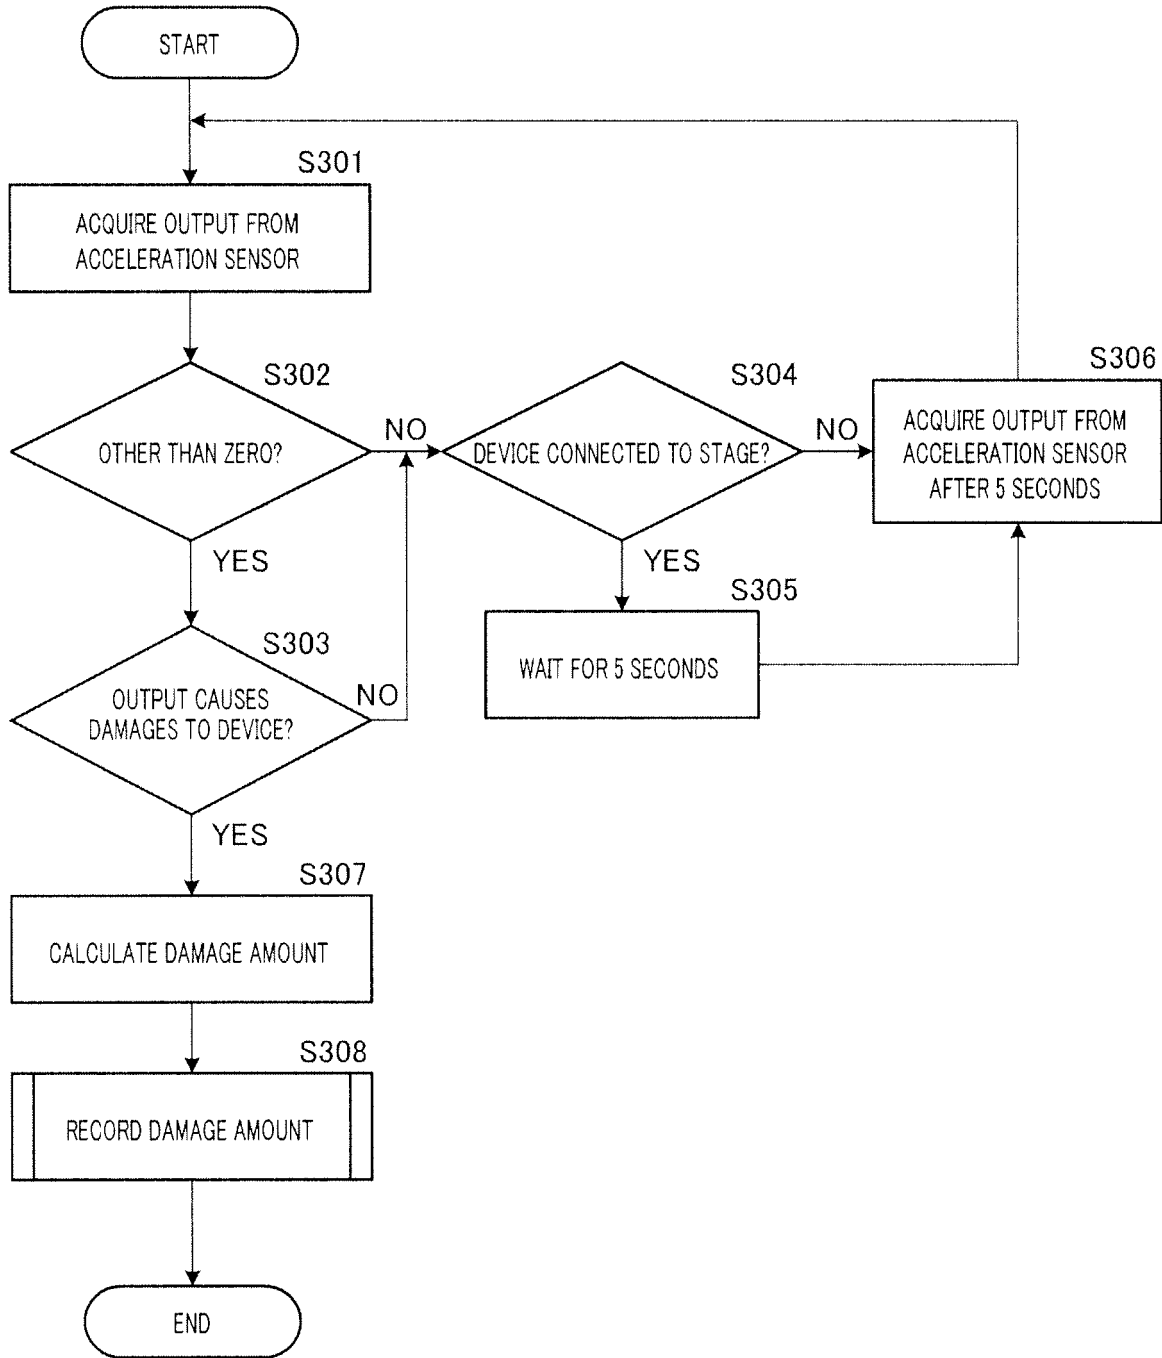 START
S301
ACQUIRE OUTPUT FROM
ACCELERATION SENSOR
S302
OTHER THAN ZERO?
NO
YES
S304
DEVICE CONNECTED TO STAGE?
NO
YES
S306
ACQUIRE OUTPUT FROM
ACCELERATION SENSOR
AFTER 5 SECONDS
S305
WAIT FOR 5 SECONDS
S303
OUTPUT CAUSES
DAMAGES TO DEVICE?
NO
YES
S307
CALCULATE DAMAGE AMOUNT
S308
RECORD DAMAGE AMOUNT
END